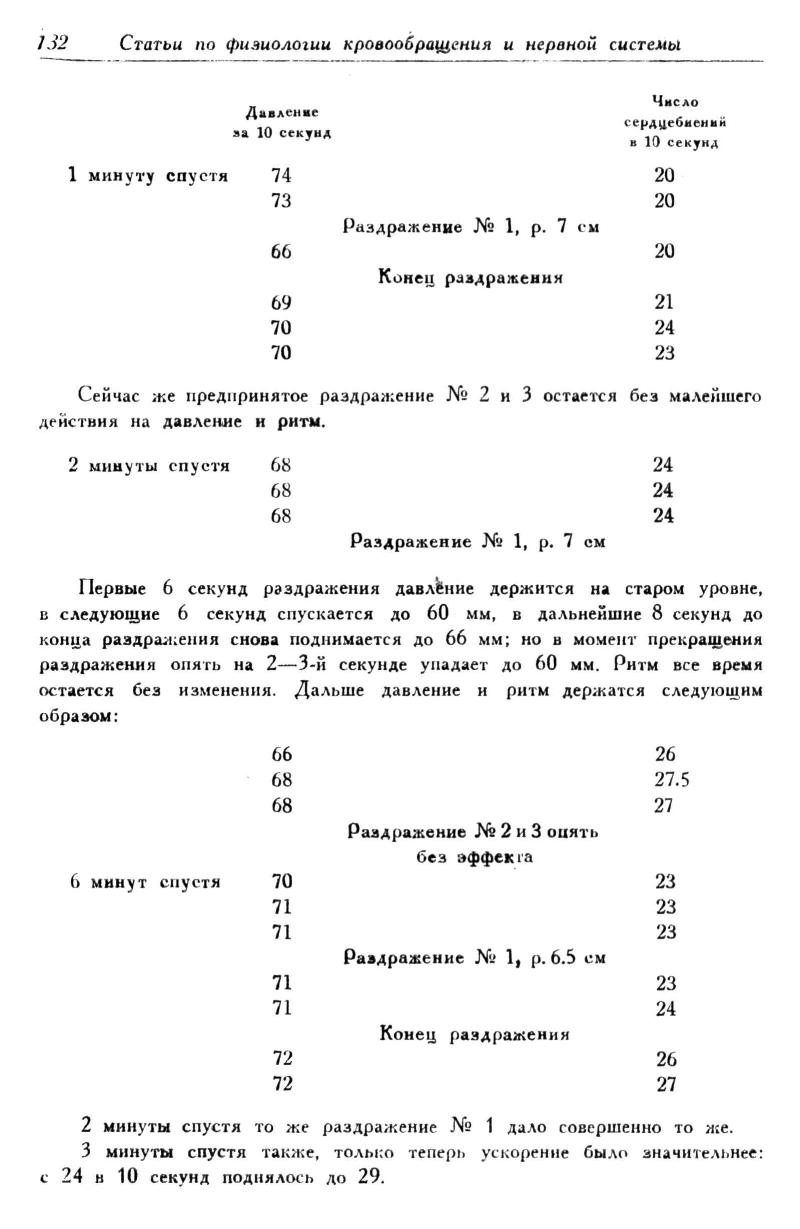 132 Статьи по физиологии кровообращения и нервной системы
Давление
за 10 секунд
Число
сердцебиений
в 10 секунд
1 минуту спустя 74 20
73 20
Раздражение № 1, р. 7 см
66 20
Конец раздражения
69 21
70 24
70 23
Сейчас же предпринятое раздражение № 2 и 3 остается без малейшего
действия на давление и ритм.
2 минуты спустя 68 24
68 24
68 24
Раздражение № 1, р. 7 см
Первые 6 секунд раздражения давление держится на старом уровне,
в следующие 6 секунд спускается до 60 мм, в дальнейшие 8 секунд до
конца раздражения снова поднимается до 66 мм; но в момент прекращения
раздражения опять на 2—3-й секунде упадает до 60 мм. Ритм все время
остается без изменения. Дальше давление и ритм держатся следующим
образом:
66 26
68 27.5
68 27
Раздражение № 2 и 3 опять
без эффекта
6 минут спустя 70 23
71 23
71 23
Раздражение № 1, р. 6.5 см
71 23
71 24
Конец раздражения
72 26
72 27
2 минуты спустя то же раздражение № 1 дало совершенно то же.
3 минуты спустя также, только теперь ускорение было значительнее:
с 24 в 10 секунд поднялось до 29.